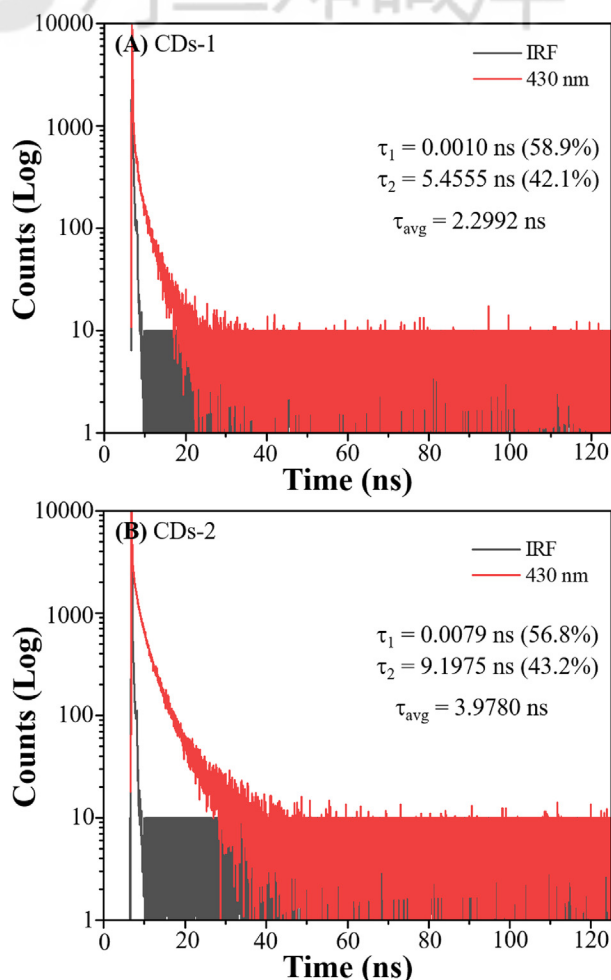 (A) CDs-1
IRF
430 nm
τ1 = 0.0010 ns (58.9%)
τ2 = 5.4555 ns (42.1%)
τavg = 2.2992 ns
Counts (Log)
10000
1000
100
10
1
0 20 40 60 80 100 120
Time (ns)
(B) CDs-2
IRF
430 nm
τ1 = 0.0079 ns (56.8%)
τ2 = 9.1975 ns (43.2%)
τavg = 3.9780 ns
Counts (Log)
10000
1000
100
10
1
0 20 40 60 80 100 120
Time (ns)